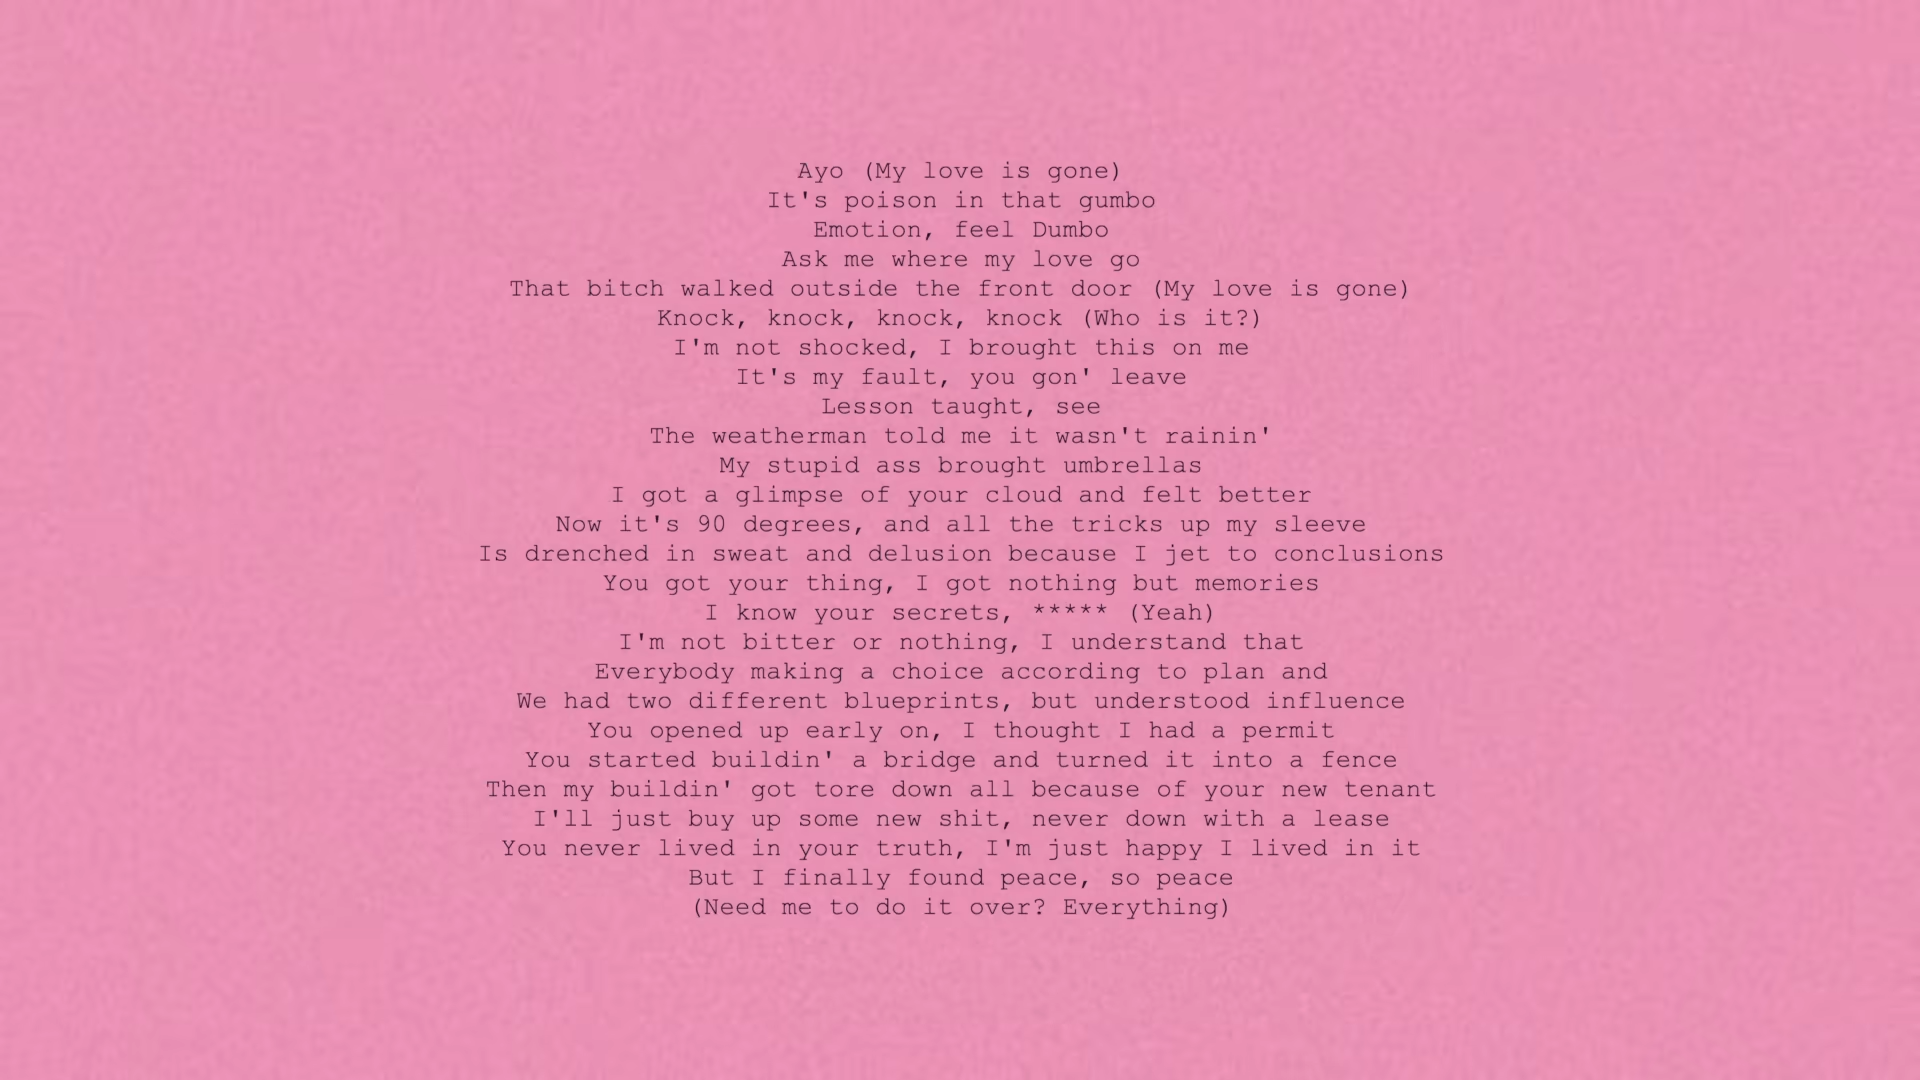 Ayo (My love is gone)
It's poison in that gumbo
Emotion, feel Dumbo
Ask me where my love go
That bitch walked outside the front door (My love is gone)
Knock, knock, knock, knock (Who is it?)
I'm not shocked, I brought this on me
It's my fault, you gon' leave
Lesson taught, see
The weatherman told me it wasn't rainin'
My stupid ass brought umbrellas
I got a glimpse of your cloud and felt better
Now it's 90 degrees, and all the tricks up my sleeve
Is drenched in sweat and delusion because I jet to conclusions
You got your thing, I got nothing but memories
I know your secrets, ***** (Yeah)
I'm not bitter or nothing, I understand that
Everybody making a choice according to plan and
We had two different blueprints, but understood influence
You opened up early on, I thought I had a permit
You started buildin' a bridge and turned it into a fence
Then my buildin' got tore down all because of your new tenant
I'll just buy up some new shit, never down with a lease
You never lived in your truth, I'm just happy I lived in it
But I finally found peace, so peace
(Need me to do it over? Everything)